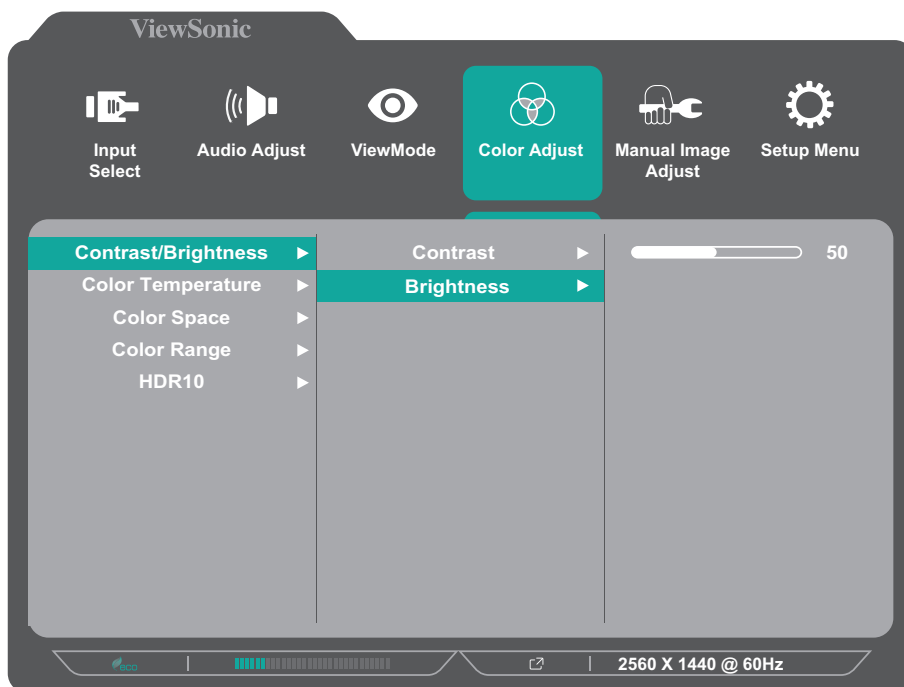 ViewSonic
Input Select
Audio Adjust
ViewMode
Color Adjust
Manual Image Adjust
Setup Menu
Contrast/Brightness
Contrast
50
Color Temperature
Brightness
Color Space
Color Range
HDR10
eco
2560 X 1440 @ 60Hz